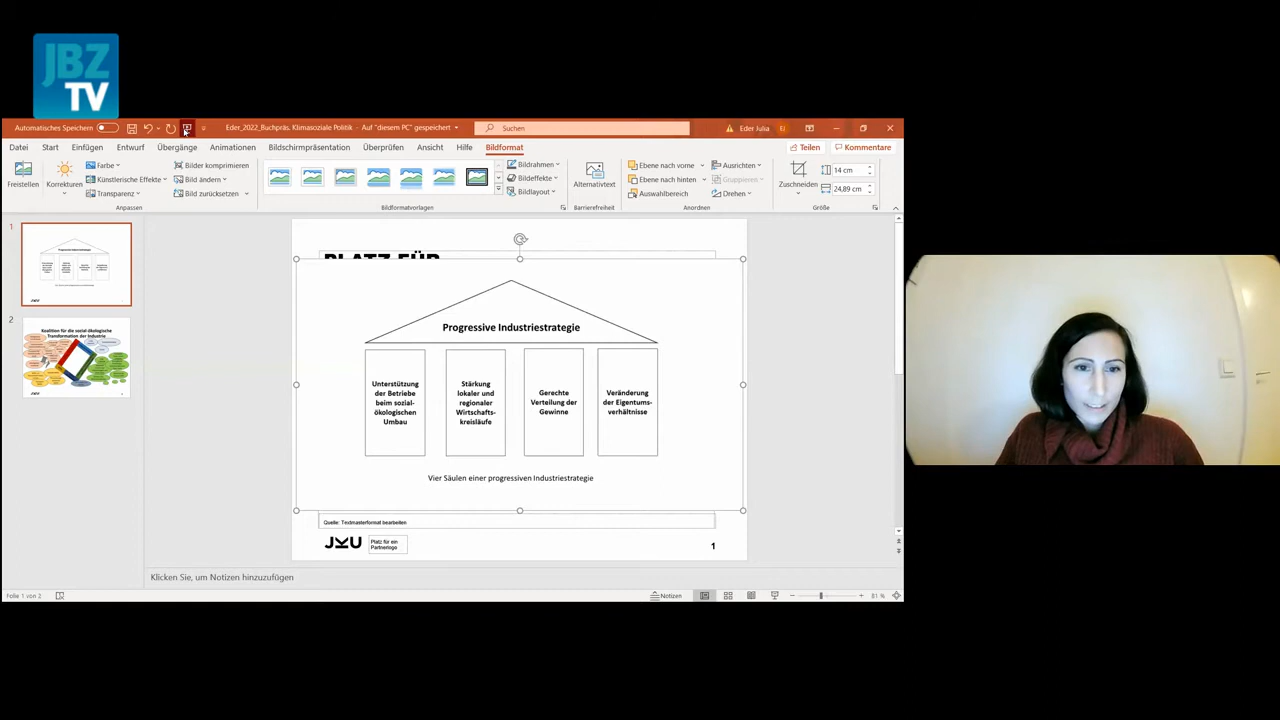 JBZ
TV
Automatisches Speichern
Eder_2022_Buchpräs. Klimasoziale Politik - Auf "diesem PC" gespeichert
Suchen
Eder Julia
EJ
Datei
Start
Einfügen
Entwurf
Übergänge
Animationen
Bildschirmpräsentation
Überprüfen
Ansicht
Hilfe
Bildformat
Teilen
Kommentare
Freistellen
Korrekturen
Farbe
Künstlerische Effekte
Transparenz
Bilder komprimieren
Bild ändern
Bild zurücksetzen
Anpassen
Bildformatvorlagen
Bildrahmen
Bildeffekte
Bildlayout
Alternativtext
Barrierefreiheit
Ebene nach vorne
Ebene nach hinten
Auswahlbereich
Ausrichten
Gruppieren
Drehen
Anordnen
Zuschneiden
14 cm
24,89 cm
Größe
1
2
Koalition für die sozial-ökologische
Transformation der Industrie
PLATZ FÜR
Progressive Industriestrategie
Unterstützung
der Betriebe
beim sozial-
ökologischen
Umbau
Stärkung
lokaler und
regionaler
Wirtschafts-
kreisläufe
Gerechte
Verteilung der
Gewinne
Veränderung
der Eigentums-
verhältnisse
Vier Säulen einer progressiven Industriestrategie
Quelle: Textmasterformat bearbeiten
JKU
Platz für ein
Partnerlogo
1
Klicken Sie, um Notizen hinzuzufügen
Folie 1 von 2
Notizen
81 %